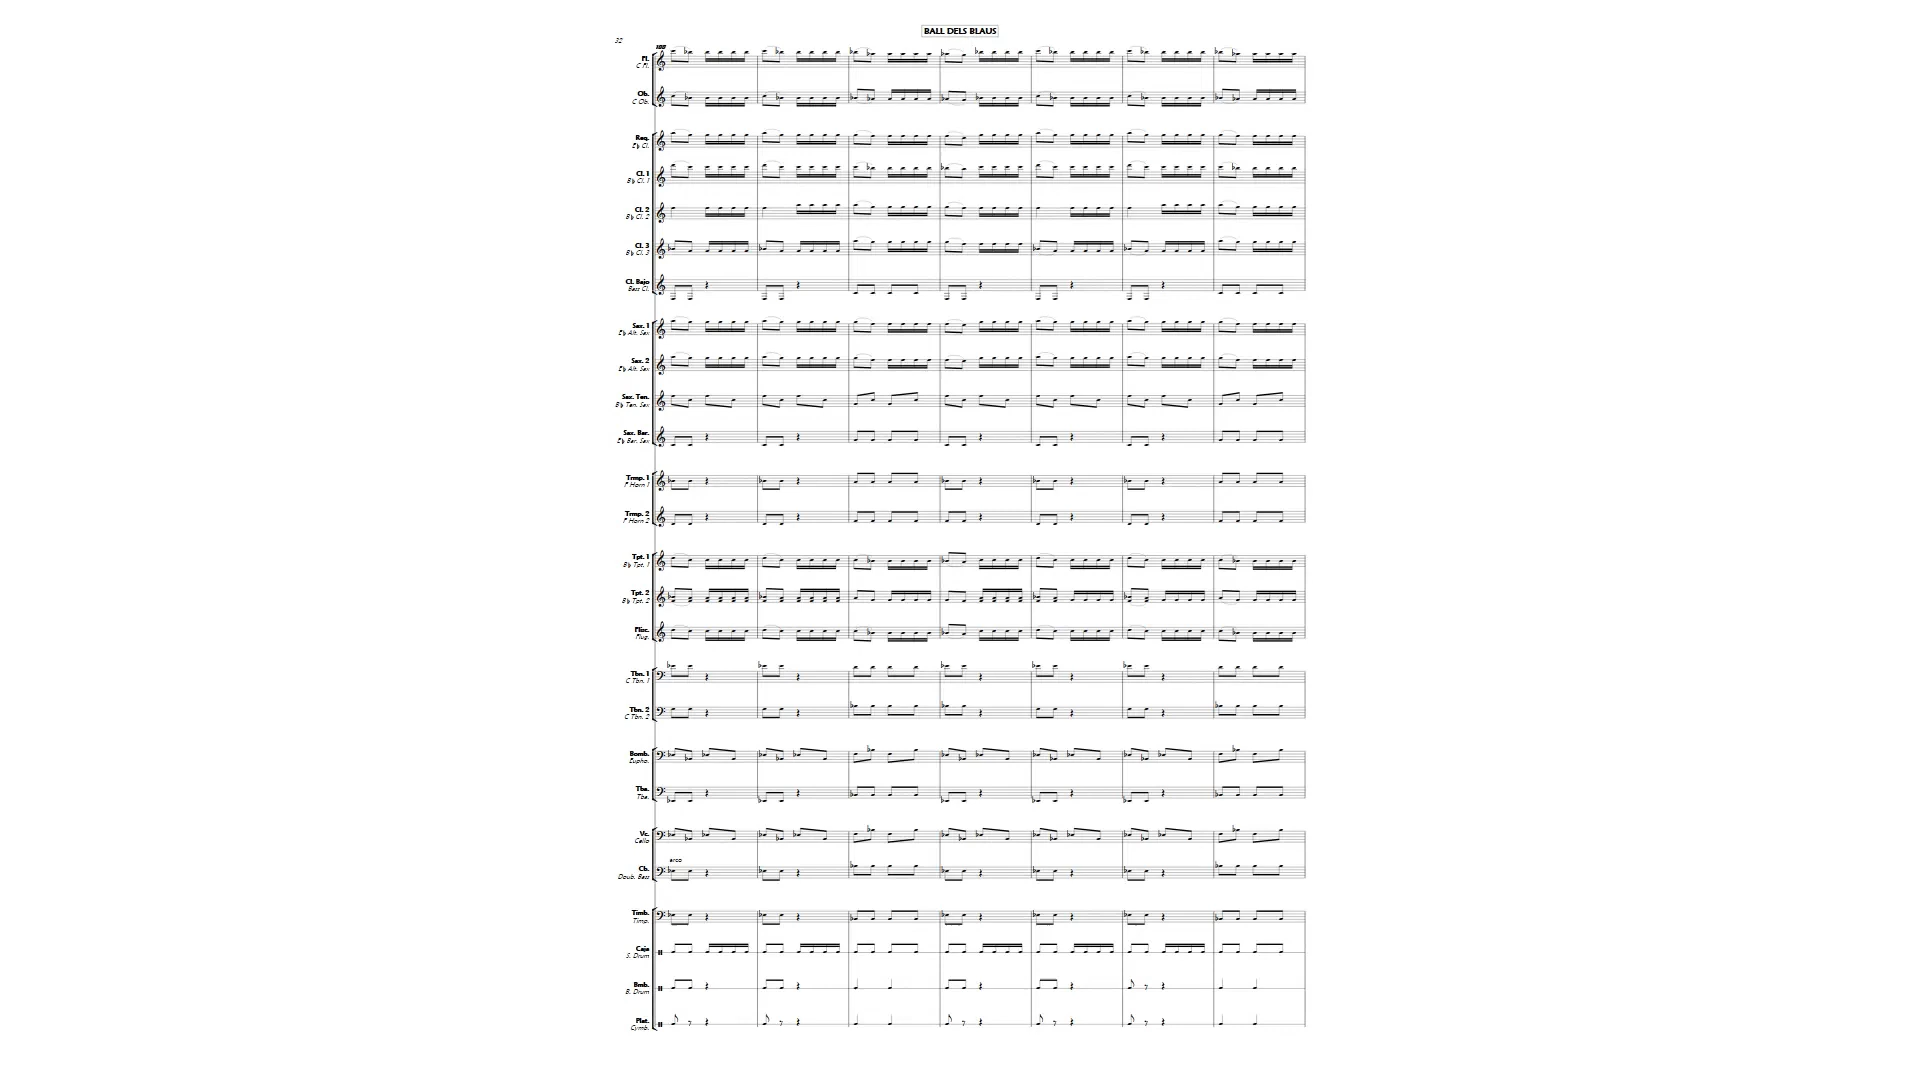 BALL DELS BLAUS
32
188
Fl.
C Fl.
Ob.
C Ob.
Req.
E♭ Cl.
Cl. 1
B♭ Cl. 1
Cl. 2
B♭ Cl. 2
Cl. 3
B♭ Cl. 3
Cl. Bajo
Bass Cl.
Sax. 1
E♭ Alt. Sax
Sax. 2
E♭ Alt. Sax
Sax. Ten.
B♭ Ten. Sax
Sax. Bar.
E♭ Bar. Sax
Trmp. 1
F Horn 1
Trmp. 2
F Horn 2
Tpt. 1
B♭ Tpt. 1
Tpt. 2
B♭ Tpt. 2
Flisc.
Flug.
Tbn. 1
C Tbn. 1
Tbn. 2
C Tbn. 2
Bomb.
Eupho.
Tba.
Tba.
Vc.
Cello
arco
Cb.
Doub. Bass
Timb.
Timp.
Caja
S. Drum
Bmb.
B. Drum
Plat.
Cymb.